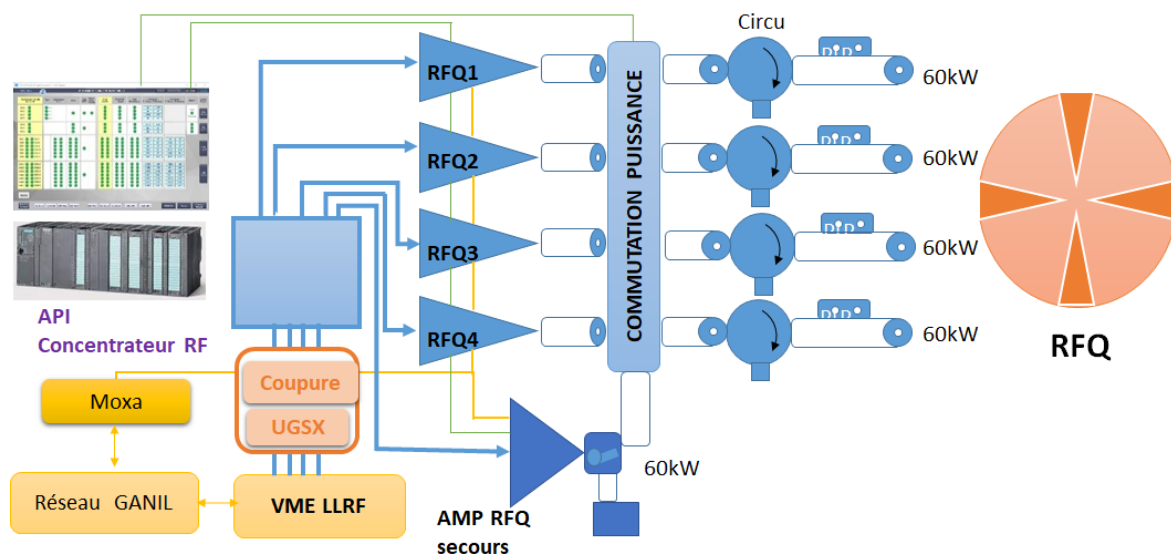 Circu
RFQ1
D D
60kW
RFQ2
D D
60kW
COMMUTATION PUISSANCE
RFQ3
D D
60kW
RFQ4
D D
60kW
RFQ
API
Concentrateur RF
Coupure
UGSX
Moxa
Réseau GANIL
VME LLRF
60kW
AMP RFQ
secours